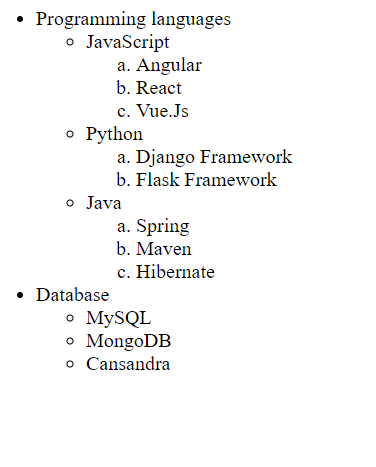 • Programming languages
◦ JavaScript
a. Angular
b. React
c. Vue.Js
◦ Python
a. Django Framework
b. Flask Framework
◦ Java
a. Spring
b. Maven
c. Hibernate
• Database
◦ MySQL
◦ MongoDB
◦ Cansandra